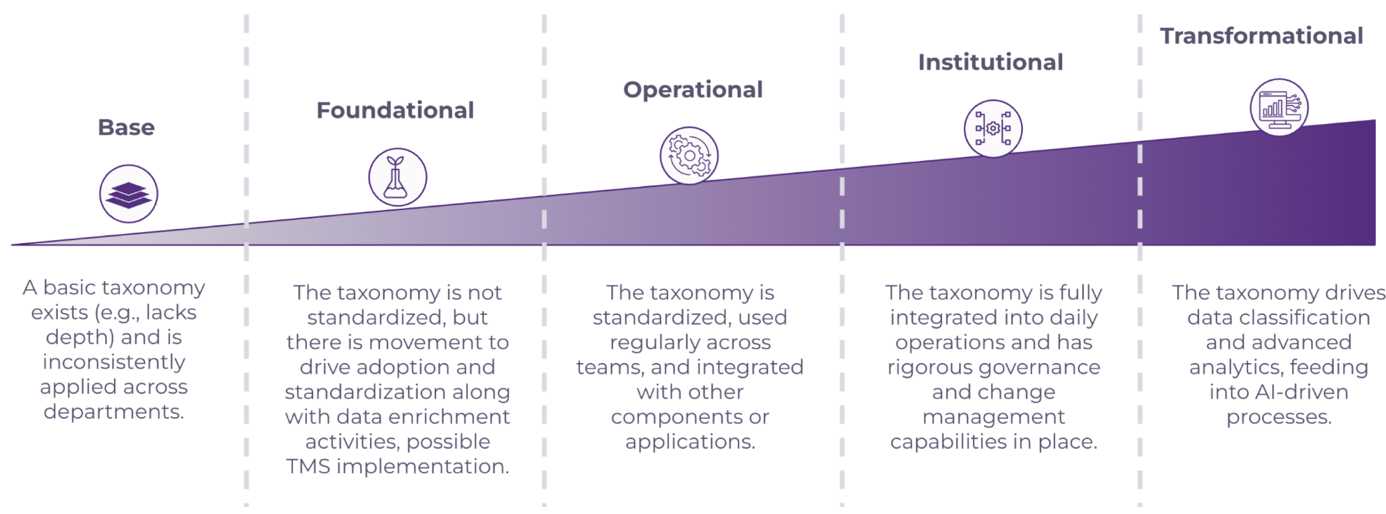 Base
A basic taxonomy
exists (e.g., lacks
depth) and is
inconsistently
applied across
departments.
Foundational
The taxonomy is not
standardized, but
there is movement to
drive adoption and
standardization along
with data enrichment
activities, possible
TMS implementation.
Operational
The taxonomy is
standardized, used
regularly across
teams, and integrated
with other
components or
applications.
Institutional
The taxonomy is fully
integrated into daily
operations and has
rigorous governance
and change
management
capabilities in place.
Transformational
The taxonomy drives
data classification
and advanced
analytics, feeding
into AI-driven
processes.